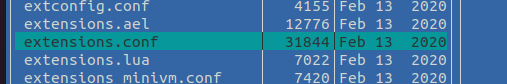 extconfig.conf 4155 Feb 13 2020
extensions.ael 12776 Feb 13 2020
extensions.conf 31844 Feb 13 2020
extensions.lua 7022 Feb 13 2020
extensions_minivm.conf 7420 Feb 13 2020